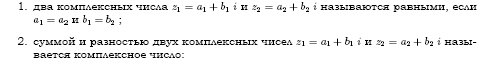 1. два комплексных числа z₁ = a₁ + b₁ i и z₂ = a₂ + b₂ i называются равными, если
a₁ = a₂ и b₁ = b₂ ;
2. суммой и разностью двух комплексных чисел z₁ = a₁ + b₁ i и z₂ = a₂ + b₂ i назы-
вается комплексное число: